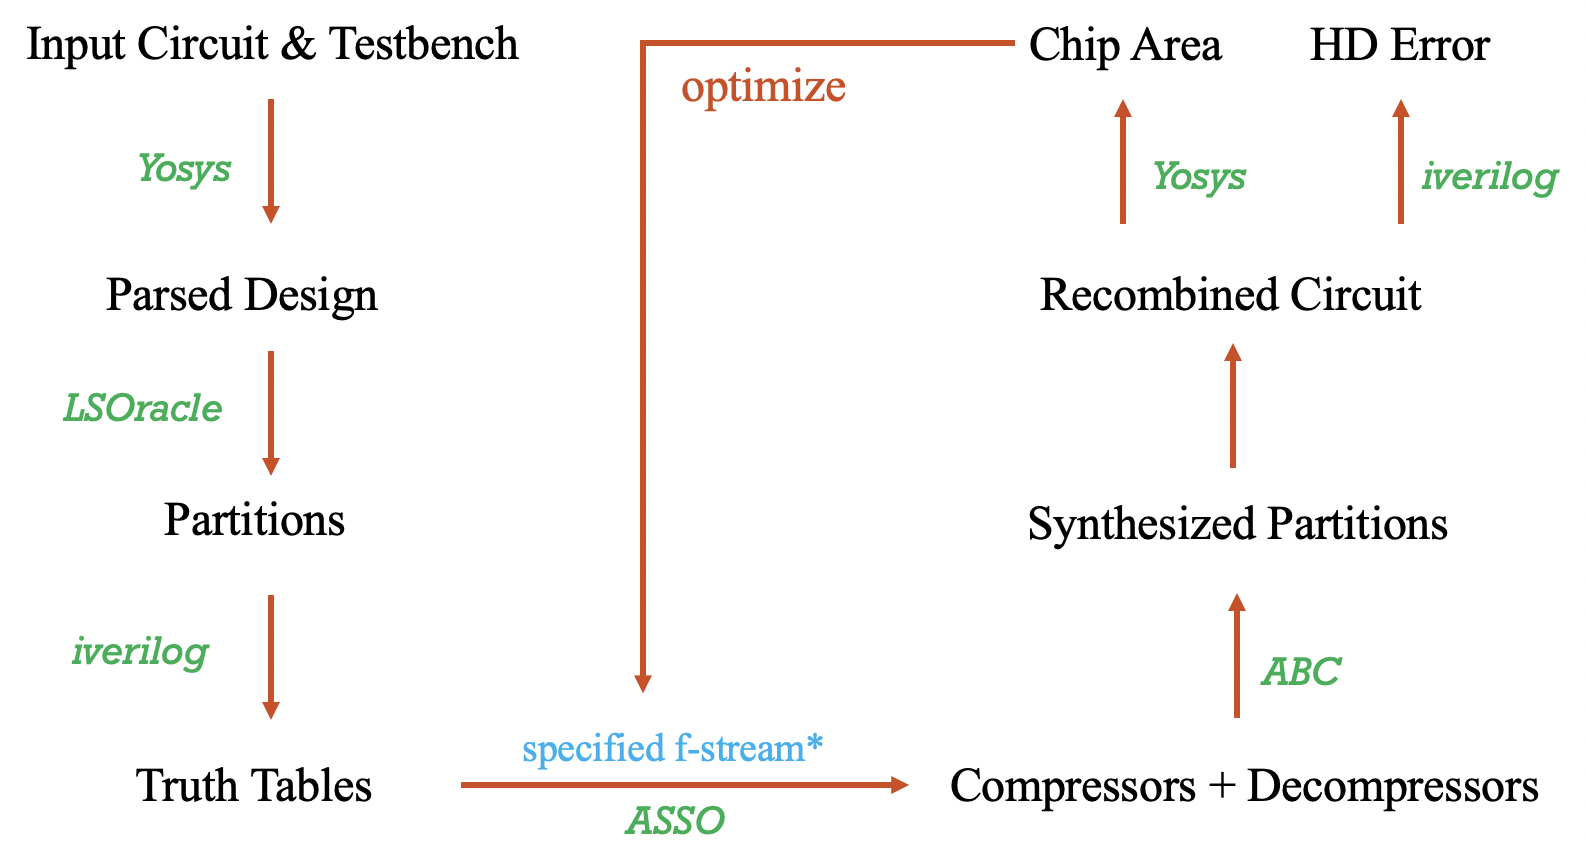 Input Circuit & Testbench
Yosys
Parsed Design
LSOracle
Partitions
iverilog
Truth Tables
optimize
specified f-stream*
ASSO
Chip Area
HD Error
Yosys
iverilog
Recombined Circuit
Synthesized Partitions
ABC
Compressors + Decompressors